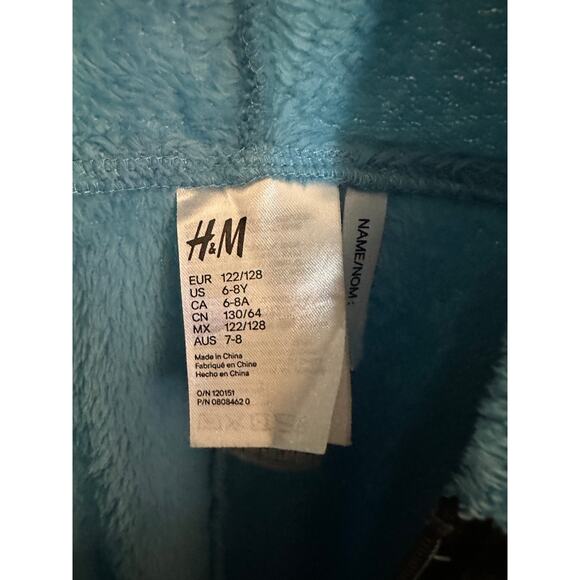 H&M
EUR 122/128
US 6-8Y
CA 6-8A
CN 130/64
MX 122/128
AUS 7-8
Made in China
Fabriqué en Chine
Hecho en China
O/N 120151
P/N 0808462 0
NAME/NOM: